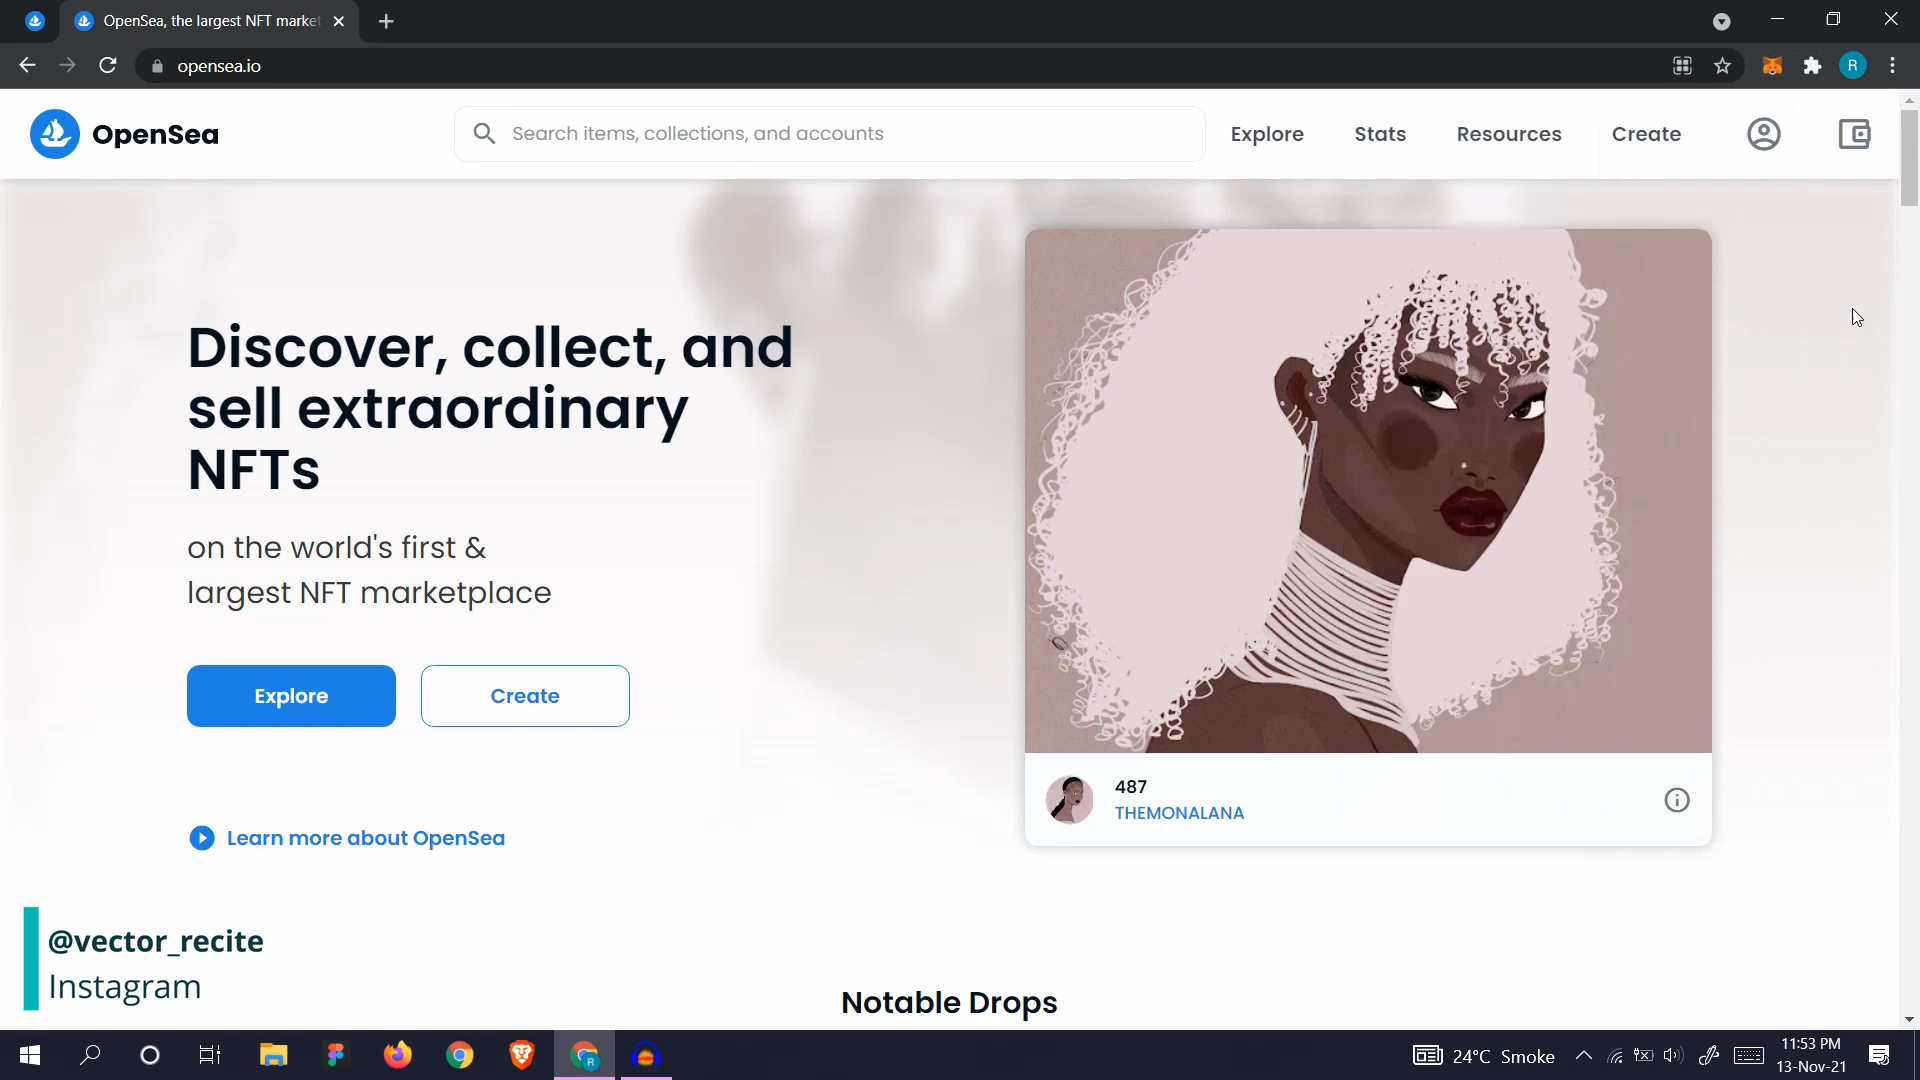 OpenSea, the largest NFT market
opensea.io
R
OpenSea
Search items, collections, and accounts
Explore
Stats
Resources
Create
Discover, collect, and
sell extraordinary
NFTs
on the world's first &
largest NFT marketplace
Explore
Create
487
THEMONALANA
Learn more about OpenSea
@vector_recite
Instagram
Notable Drops
R
24°C Smoke
11:53 PM
13-Nov-21